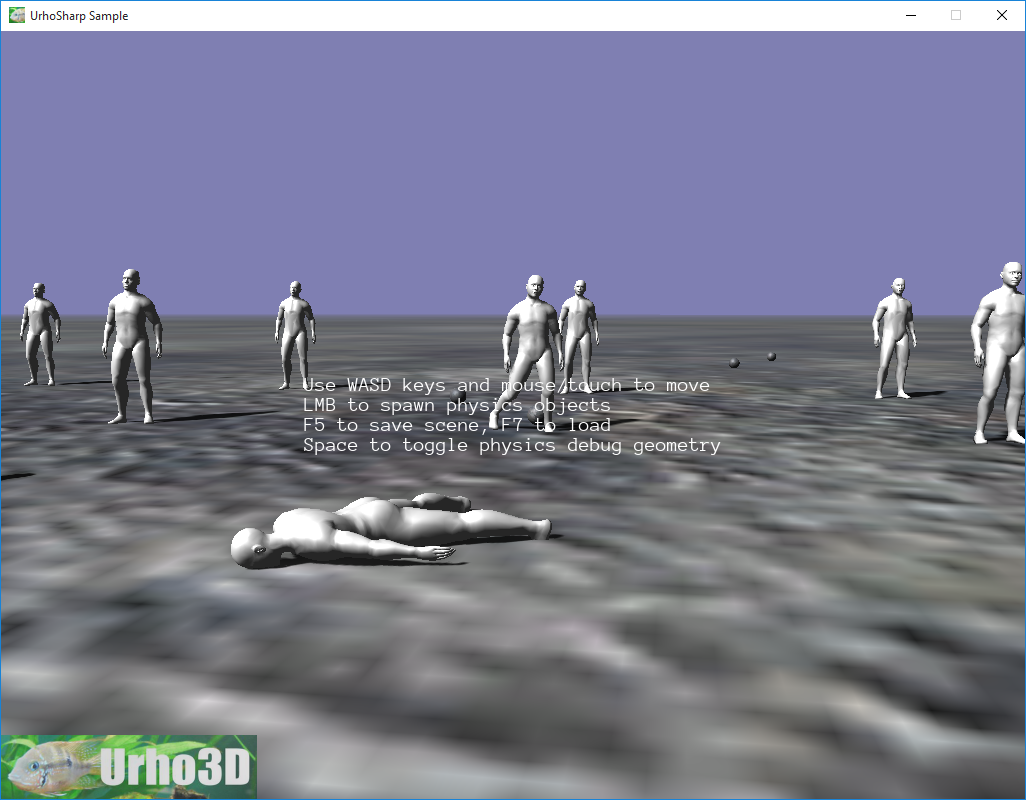 UrhoSharp Sample
Use WASD keys and mouse/touch to move
LMB to spawn physics objects
F5 to save scene, F7 to load
Space to toggle physics debug geometry
Urho3D